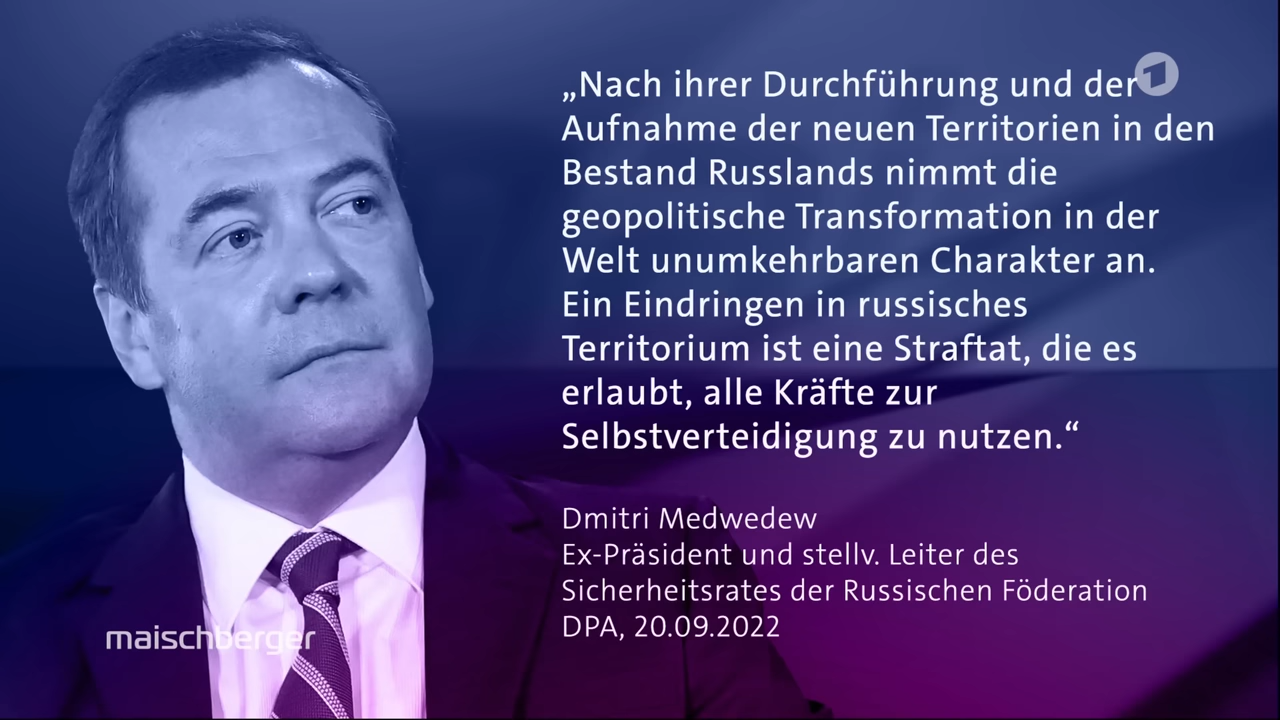 „Nach ihrer Durchführung und der
Aufnahme der neuen Territorien in den
Bestand Russlands nimmt die
geopolitische Transformation in der
Welt unumkehrbaren Charakter an.
Ein Eindringen in russisches
Territorium ist eine Straftat, die es
erlaubt, alle Kräfte zur
Selbstverteidigung zu nutzen.“
Dmitri Medwedew
Ex-Präsident und stellv. Leiter des
Sicherheitsrates der Russischen Föderation
DPA, 20.09.2022
maischberger
1